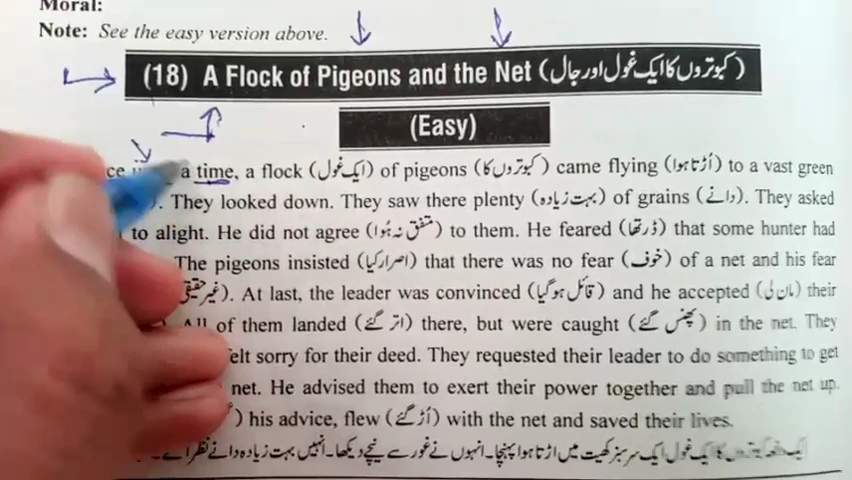 Moral:
Note: See the easy version above.
(18) A Flock of Pigeons and the Net (کبوتروں کا ایک غول اور جال)
(Easy)
a time, a flock (ایک غول) of pigeons (کبوتروں کا) came flying (اُڑتا ہوا) to a vast green
). They looked down. They saw there plenty (بہت زیادہ) of grains (دانے). They asked
to alight. He did not agree (متفق نہ ہُوا) to them. He feared (ڈرتھا) that some hunter had
The pigeons insisted (اصرار کیا) that there was no fear (خوف) of a net and his fear
(غیر حقیقی). At last, the leader was convinced (قائل ہو گیا) and he accepted (مان لی) their
All of them landed (اتر گئے) there, but were caught (پھنس گئے) in the net. They
felt sorry for their deed. They requested their leader to do something to get
net. He advised them to exert their power together and pull the net up.
) his advice, flew (اُڑ گئے) with the net and saved their lives.
ایک دفعہ کبوتروں کا ایک غول ایک سرسبز کھیت میں اڑتا ہوا پہنچا۔ انہوں نے غور سے نیچے دیکھا۔ انہیں بہت زیادہ دانے نظر آئے۔